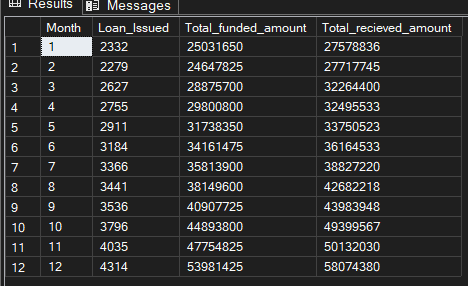 Results Messages
Month Loan_Issued Total_funded_amount Total_recieved_amount
1 1 2332 25031650 27578836
2 2 2279 24647825 27717745
3 3 2627 28875700 32264400
4 4 2755 29800800 32495533
5 5 2911 31738350 33750523
6 6 3184 34161475 36164533
7 7 3366 35813900 38827220
8 8 3441 38149600 42682218
9 9 3536 40907725 43983948
10 10 3796 44893800 49399567
11 11 4035 47754825 50132030
12 12 4314 53981425 58074380